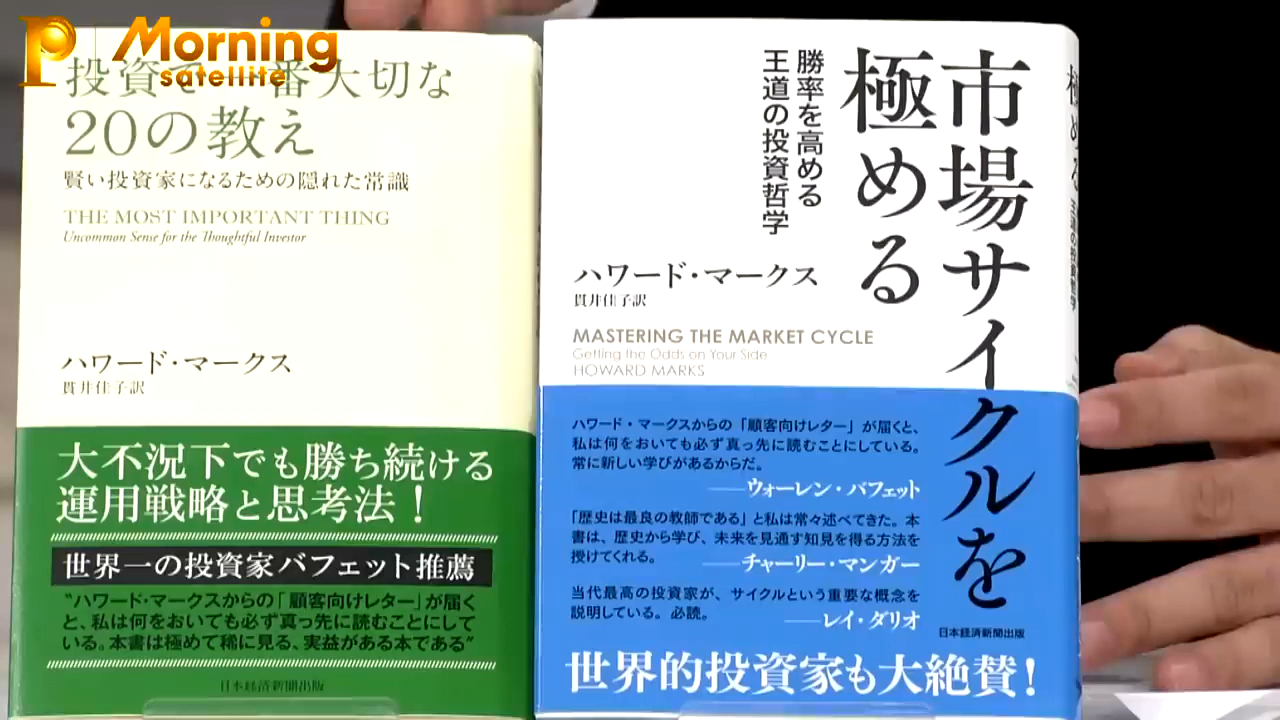 Morning
satellite
投資で一番大切な
20の教え
賢い投資家になるための隠れた常識
THE MOST IMPORTANT THING
Uncommon Sense for the Thoughtful Investor
ハワード・マークス
貫井佳子訳
大不況下でも勝ち続ける
運用戦略と思考法！
世界一の投資家バフェット推薦
"ハワード・マークスからの「顧客向けレター」が届く
と、私は何をおいても必ず真っ先に読むことにして
いる。本書は極めて稀に見る、実益がある本である"
日本経済新聞出版
市場サイクルを
極める
勝率を高める
王道の投資哲学
ハワード・マークス
貫井佳子訳
MASTERING THE MARKET CYCLE
Getting the Odds on Your Side
HOWARD MARKS
ハワード・マークスからの「顧客向けレター」が届くと、
私は何をおいても必ず真っ先に読むことにしている。
常に新しい学びがあるからだ。
──ウォーレン・バフェット
「歴史は最良の教師である」と私は常々述べてきた。本
書は、歴史から学び、未来を見通す知見を得る方法を
授けてくれる。
──チャーリー・マンガー
当代最高の投資家が、サイクルという重要な概念を
説明している。必読。
──レイ・ダリオ
日本経済新聞出版
世界的投資家も大絶賛！
極める
王道の投資哲学